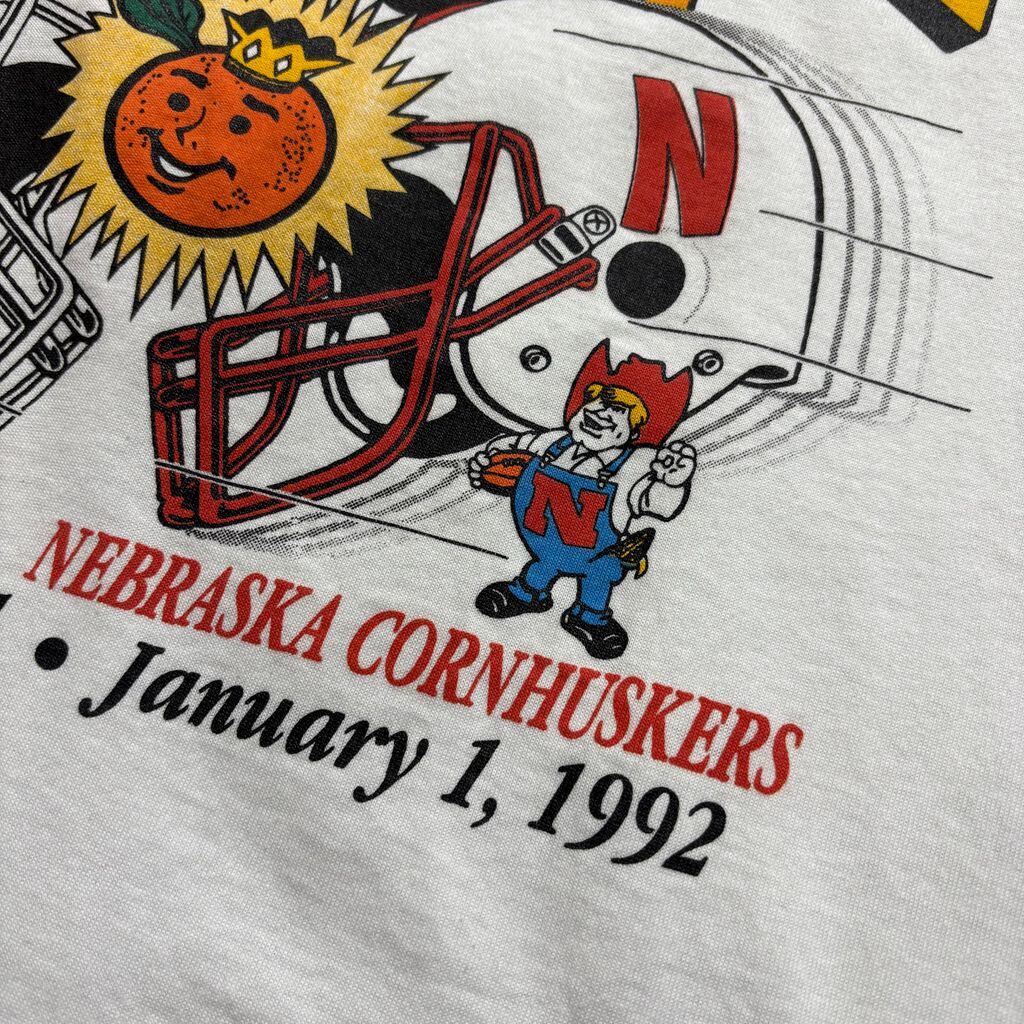 N
N
NEBRASKA CORNHUSKERS
• January 1, 1992